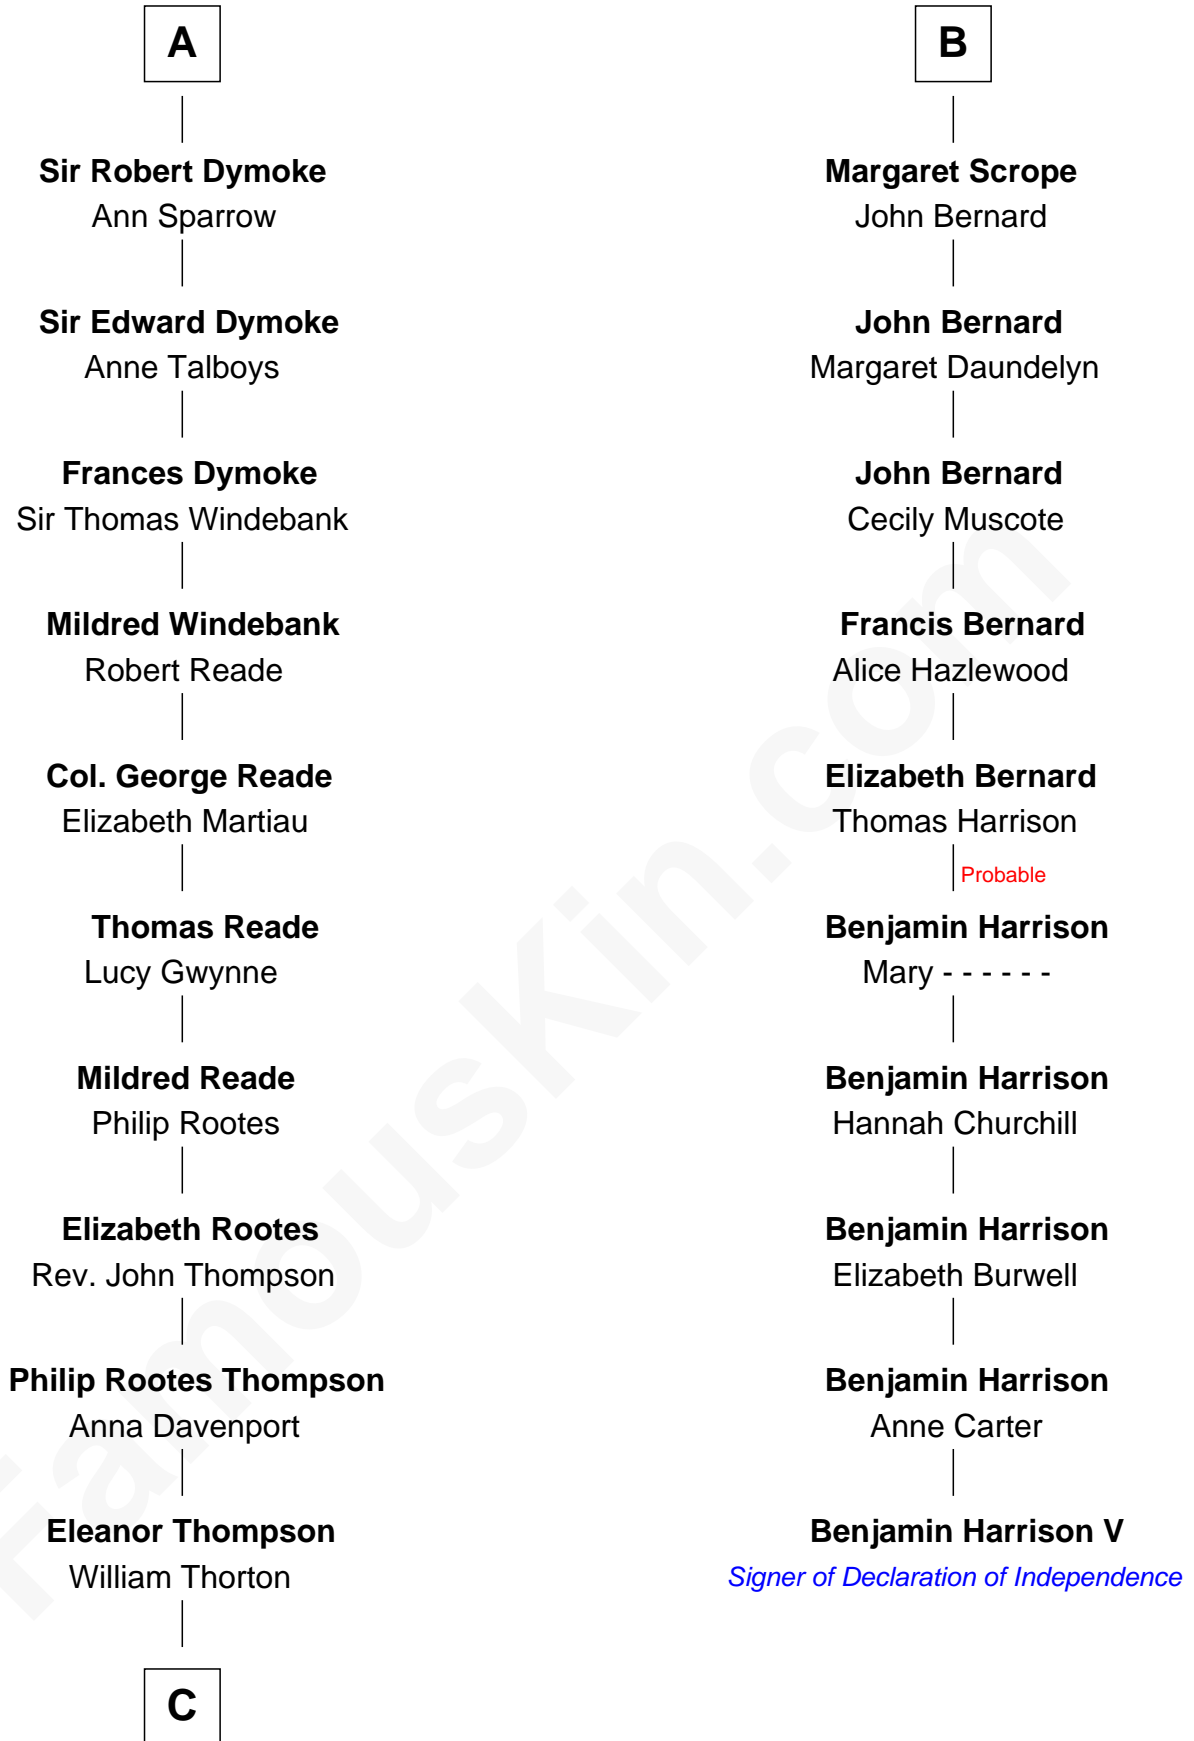 A
Sir Robert Dymoke
Ann Sparrow
Sir Edward Dymoke
Anne Talboys
Frances Dymoke
Sir Thomas Windebank
Mildred Windebank
Robert Reade
Col. George Reade
Elizabeth Martiau
Thomas Reade
Lucy Gwynne
Mildred Reade
Philip Rootes
Elizabeth Rootes
Rev. John Thompson
Philip Rootes Thompson
Anna Davenport
Eleanor Thompson
William Thorton
C
B
Margaret Scrope
John Bernard
John Bernard
Margaret Daundelyn
John Bernard
Cecily Muscote
Francis Bernard
Alice Hazlewood
Elizabeth Bernard
Thomas Harrison
Probable
Benjamin Harrison
Mary - - - - - -
Benjamin Harrison
Hannah Churchill
Benjamin Harrison
Elizabeth Burwell
Benjamin Harrison
Anne Carter
Benjamin Harrison V
Signer of Declaration of Independence
FamousKin.com